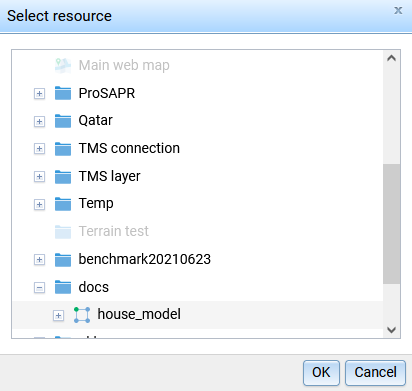 Select resource
Main web map
ProSAPR
Qatar
TMS connection
TMS layer
Temp
Terrain test
benchmark20210623
docs
house_model
OK
Cancel